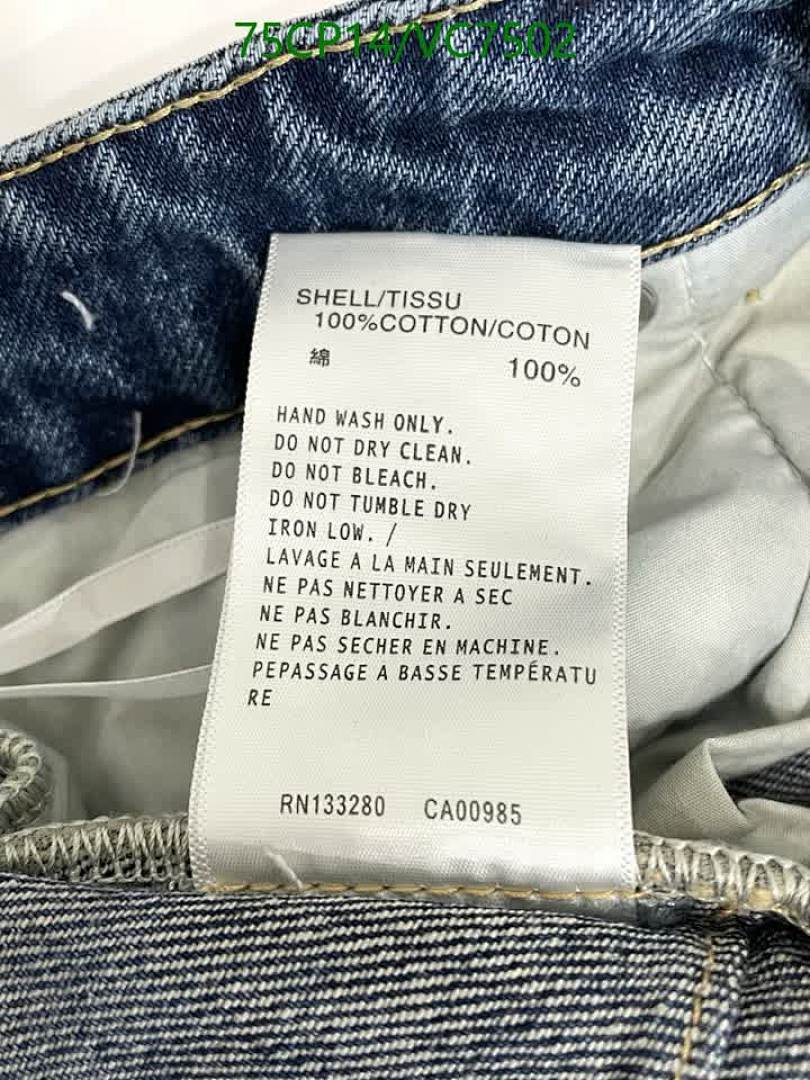 75CP14/VC7502
SHELL/TISSU
100%COTTON/COTON
綿 100%
HAND WASH ONLY.
DO NOT DRY CLEAN.
DO NOT BLEACH.
DO NOT TUMBLE DRY
IRON LOW. /
LAVAGE A LA MAIN SEULEMENT.
NE PAS NETTOYER A SEC
NE PAS BLANCHIR.
NE PAS SECHER EN MACHINE.
PEPASSAGE A BASSE TEMPÉRATU
RE
RN133280 CA00985